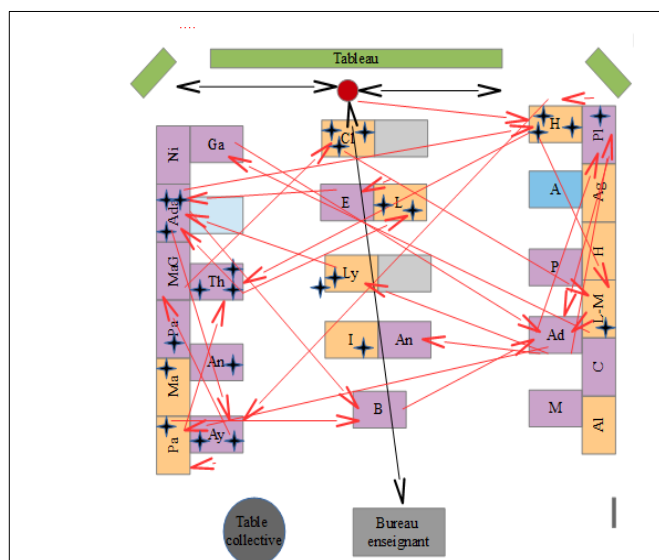 ....
Tableau
Ni
Ga
Cl
H
Pl
Ada
E
L
A
Ag
MaG
Th
Ly
P
H
Pa
An
I
An
Ad
L-M
Ma
B
C
Pa
Ay
M
Al
Table
collective
Bureau
enseignant